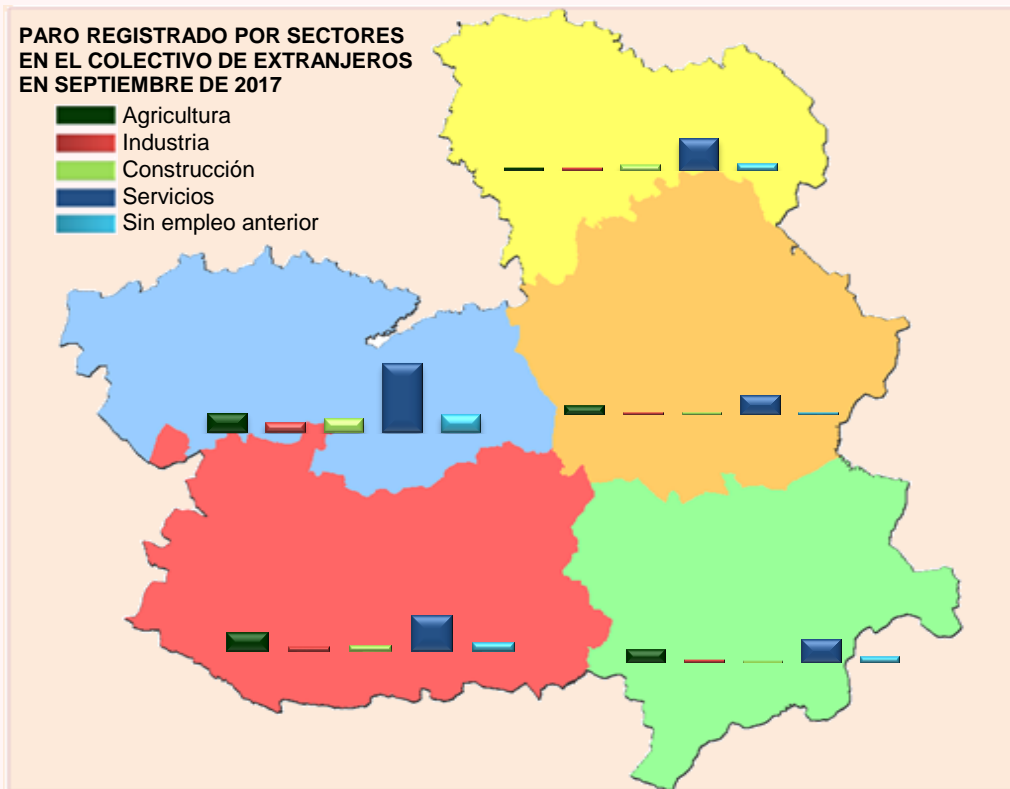 PARO REGISTRADO POR SECTORES
EN EL COLECTIVO DE EXTRANJEROS
EN SEPTIEMBRE DE 2017
Agricultura
Industria
Construcción
Servicios
Sin empleo anterior